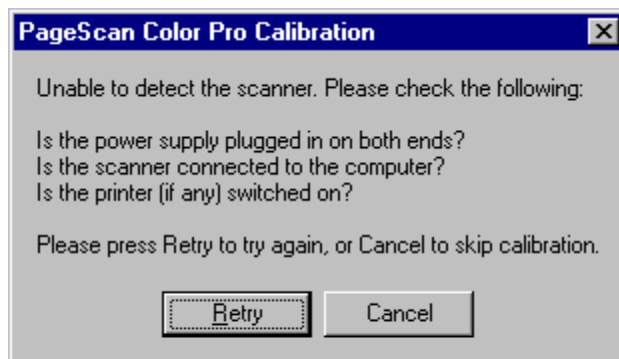 PageScan Color Pro Calibration
Unable to detect the scanner. Please check the following:
Is the power supply plugged in on both ends?
Is the scanner connected to the computer?
Is the printer (if any) switched on?
Please press Retry to try again, or Cancel to skip calibration.
Retry
Cancel